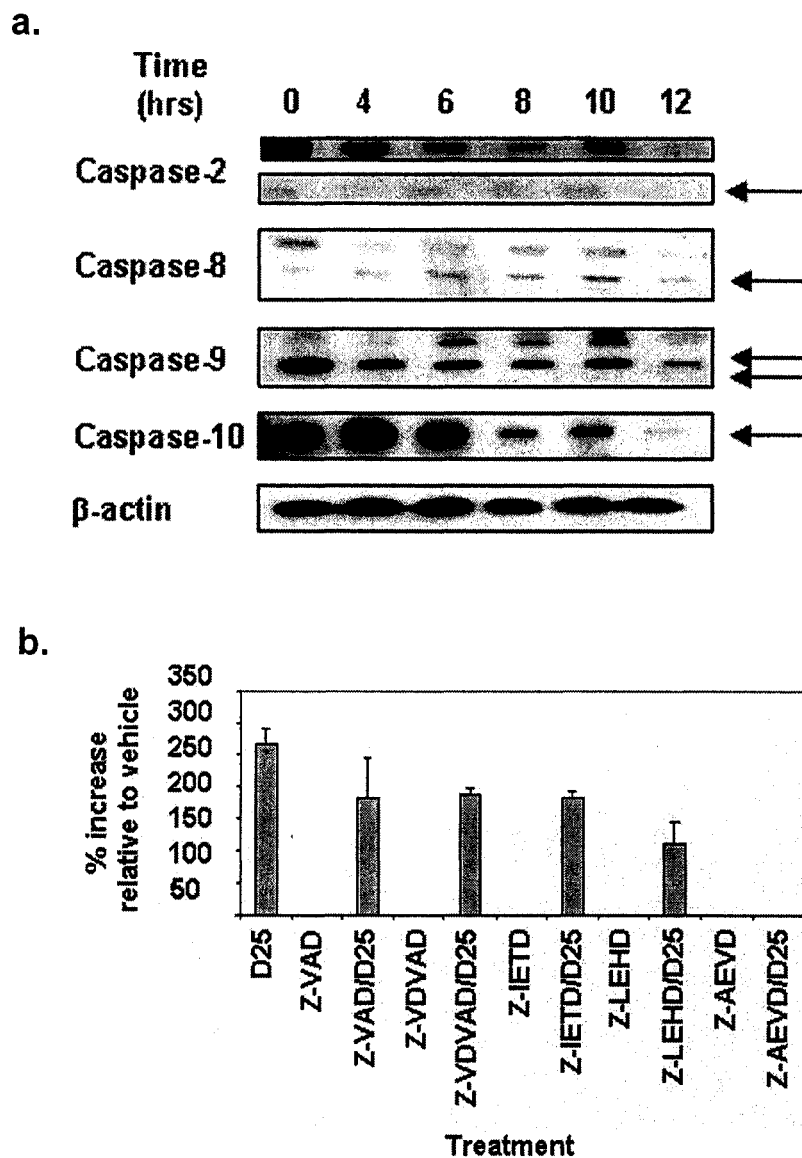 a.
Time
(hrs) 0 4 6 8 10 12
Caspase-2
Caspase-8
Caspase-9
Caspase-10
β-actin
b.
% increase
relative to vehicle
350
300
250
200
150
100
50
D25
Z-VAD
Z-VAD/D25
Z-VDVAD
Z-VDVAD/D25
Z-IETD
Z-IETD/D25
Z-LEHD
Z-LEHD/D25
Z-AEVD
Z-AEVD/D25
Treatment